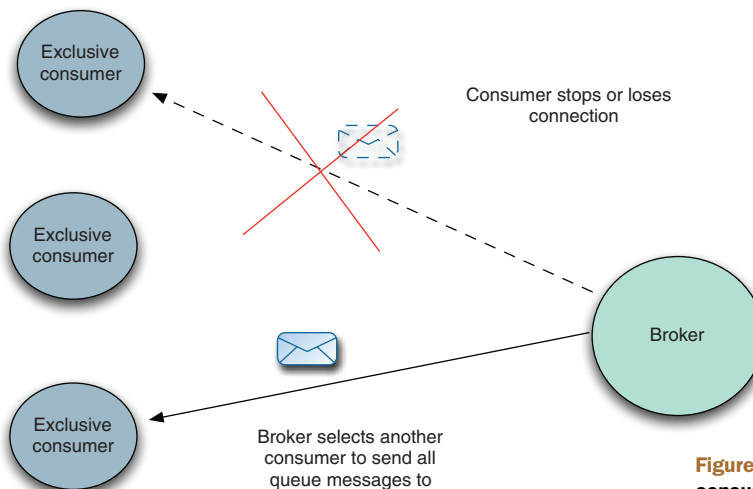 Exclusive
consumer
Consumer stops or loses
connection
Exclusive
consumer
Broker
Exclusive
consumer
Broker selects another
consumer to send all
queue messages to
Figure